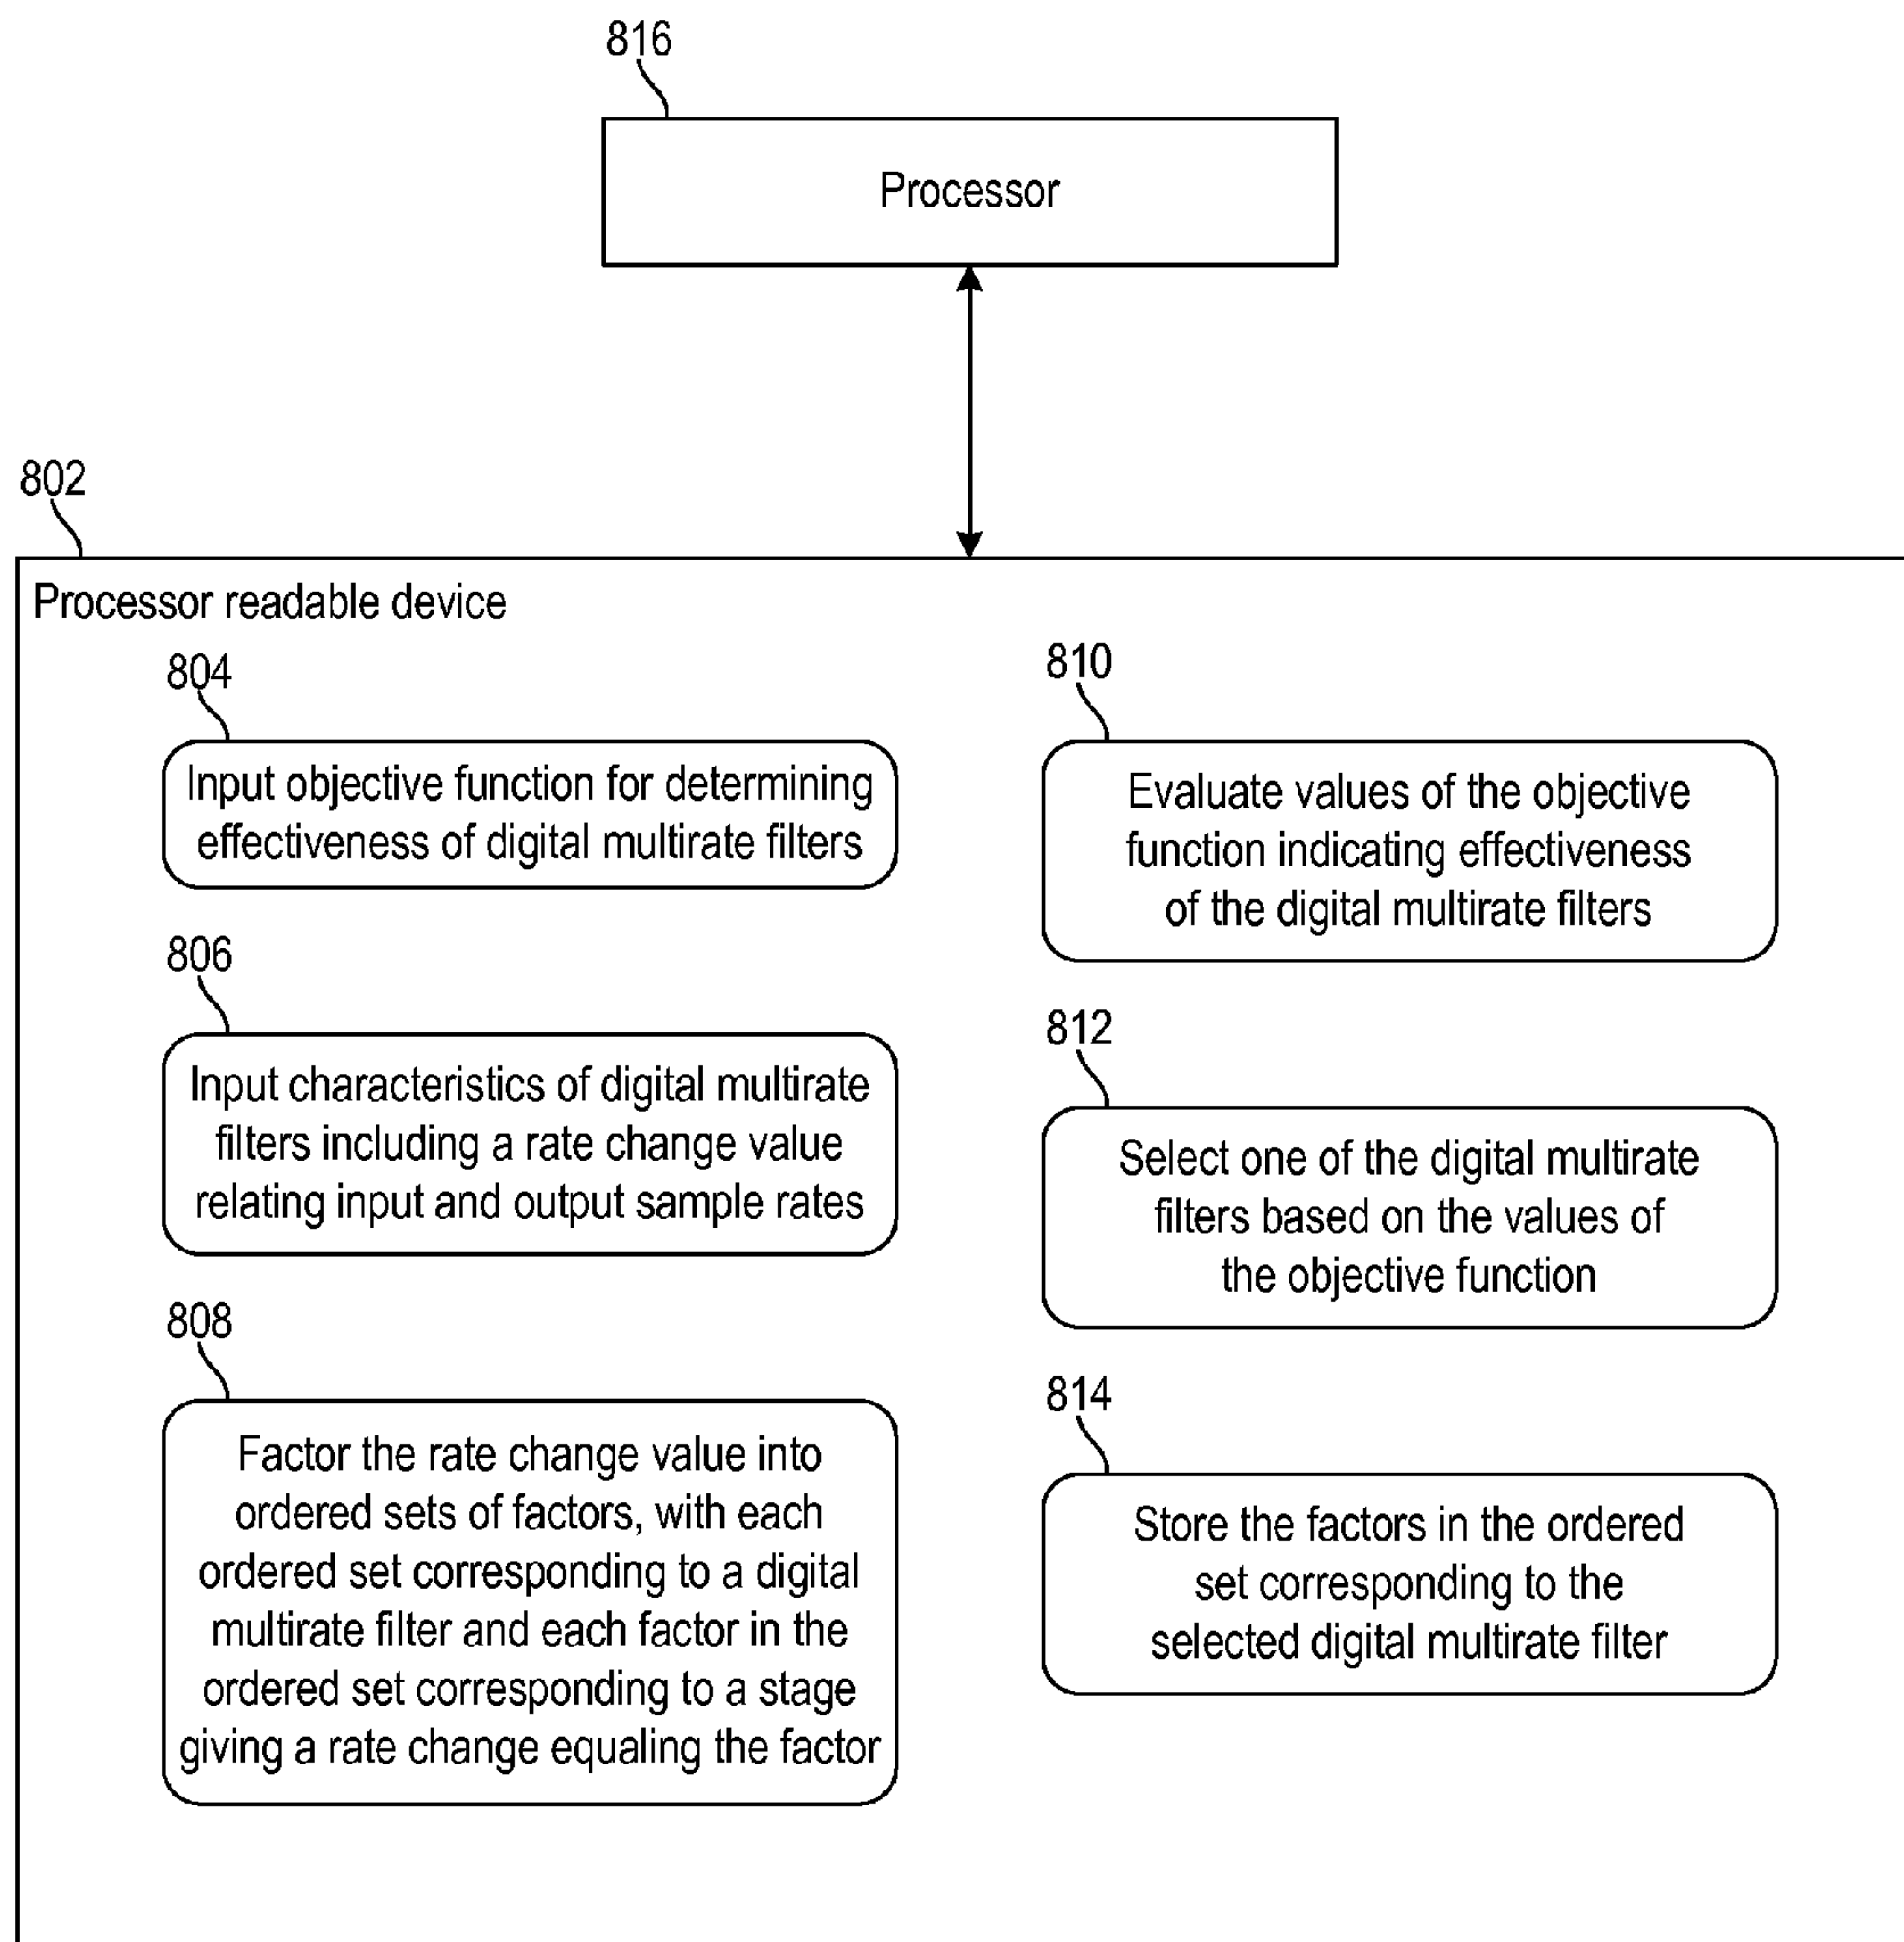 816
Processor
802
Processor readable device
804
Input objective function for determining
effectiveness of digital multirate filters
806
Input characteristics of digital multirate
filters including a rate change value
relating input and output sample rates
808
Factor the rate change value into
ordered sets of factors, with each
ordered set corresponding to a digital
multirate filter and each factor in the
ordered set corresponding to a stage
giving a rate change equaling the factor
810
Evaluate values of the objective
function indicating effectiveness
of the digital multirate filters
812
Select one of the digital multirate
filters based on the values of
the objective function
814
Store the factors in the ordered
set corresponding to the
selected digital multirate filter